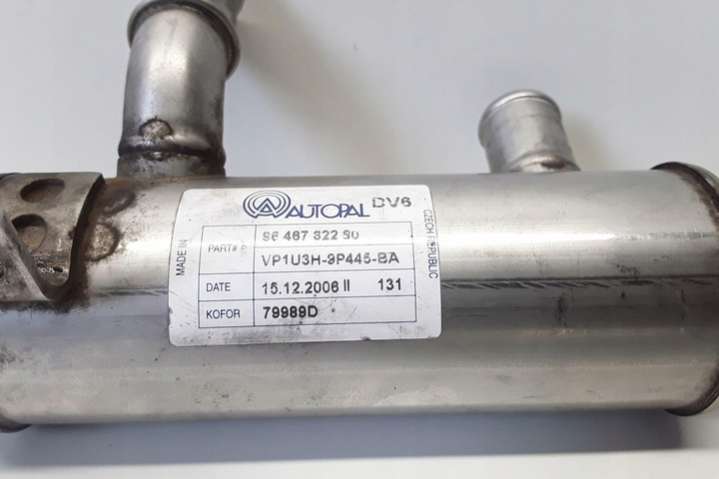 AUTOPAL DV6
MADE IN
CZECH REPUBLIC
PART# 96 467 322 80
VP1U3H-9P445-BA
DATE 15.12.2006 II 131
KOFOR 79989D